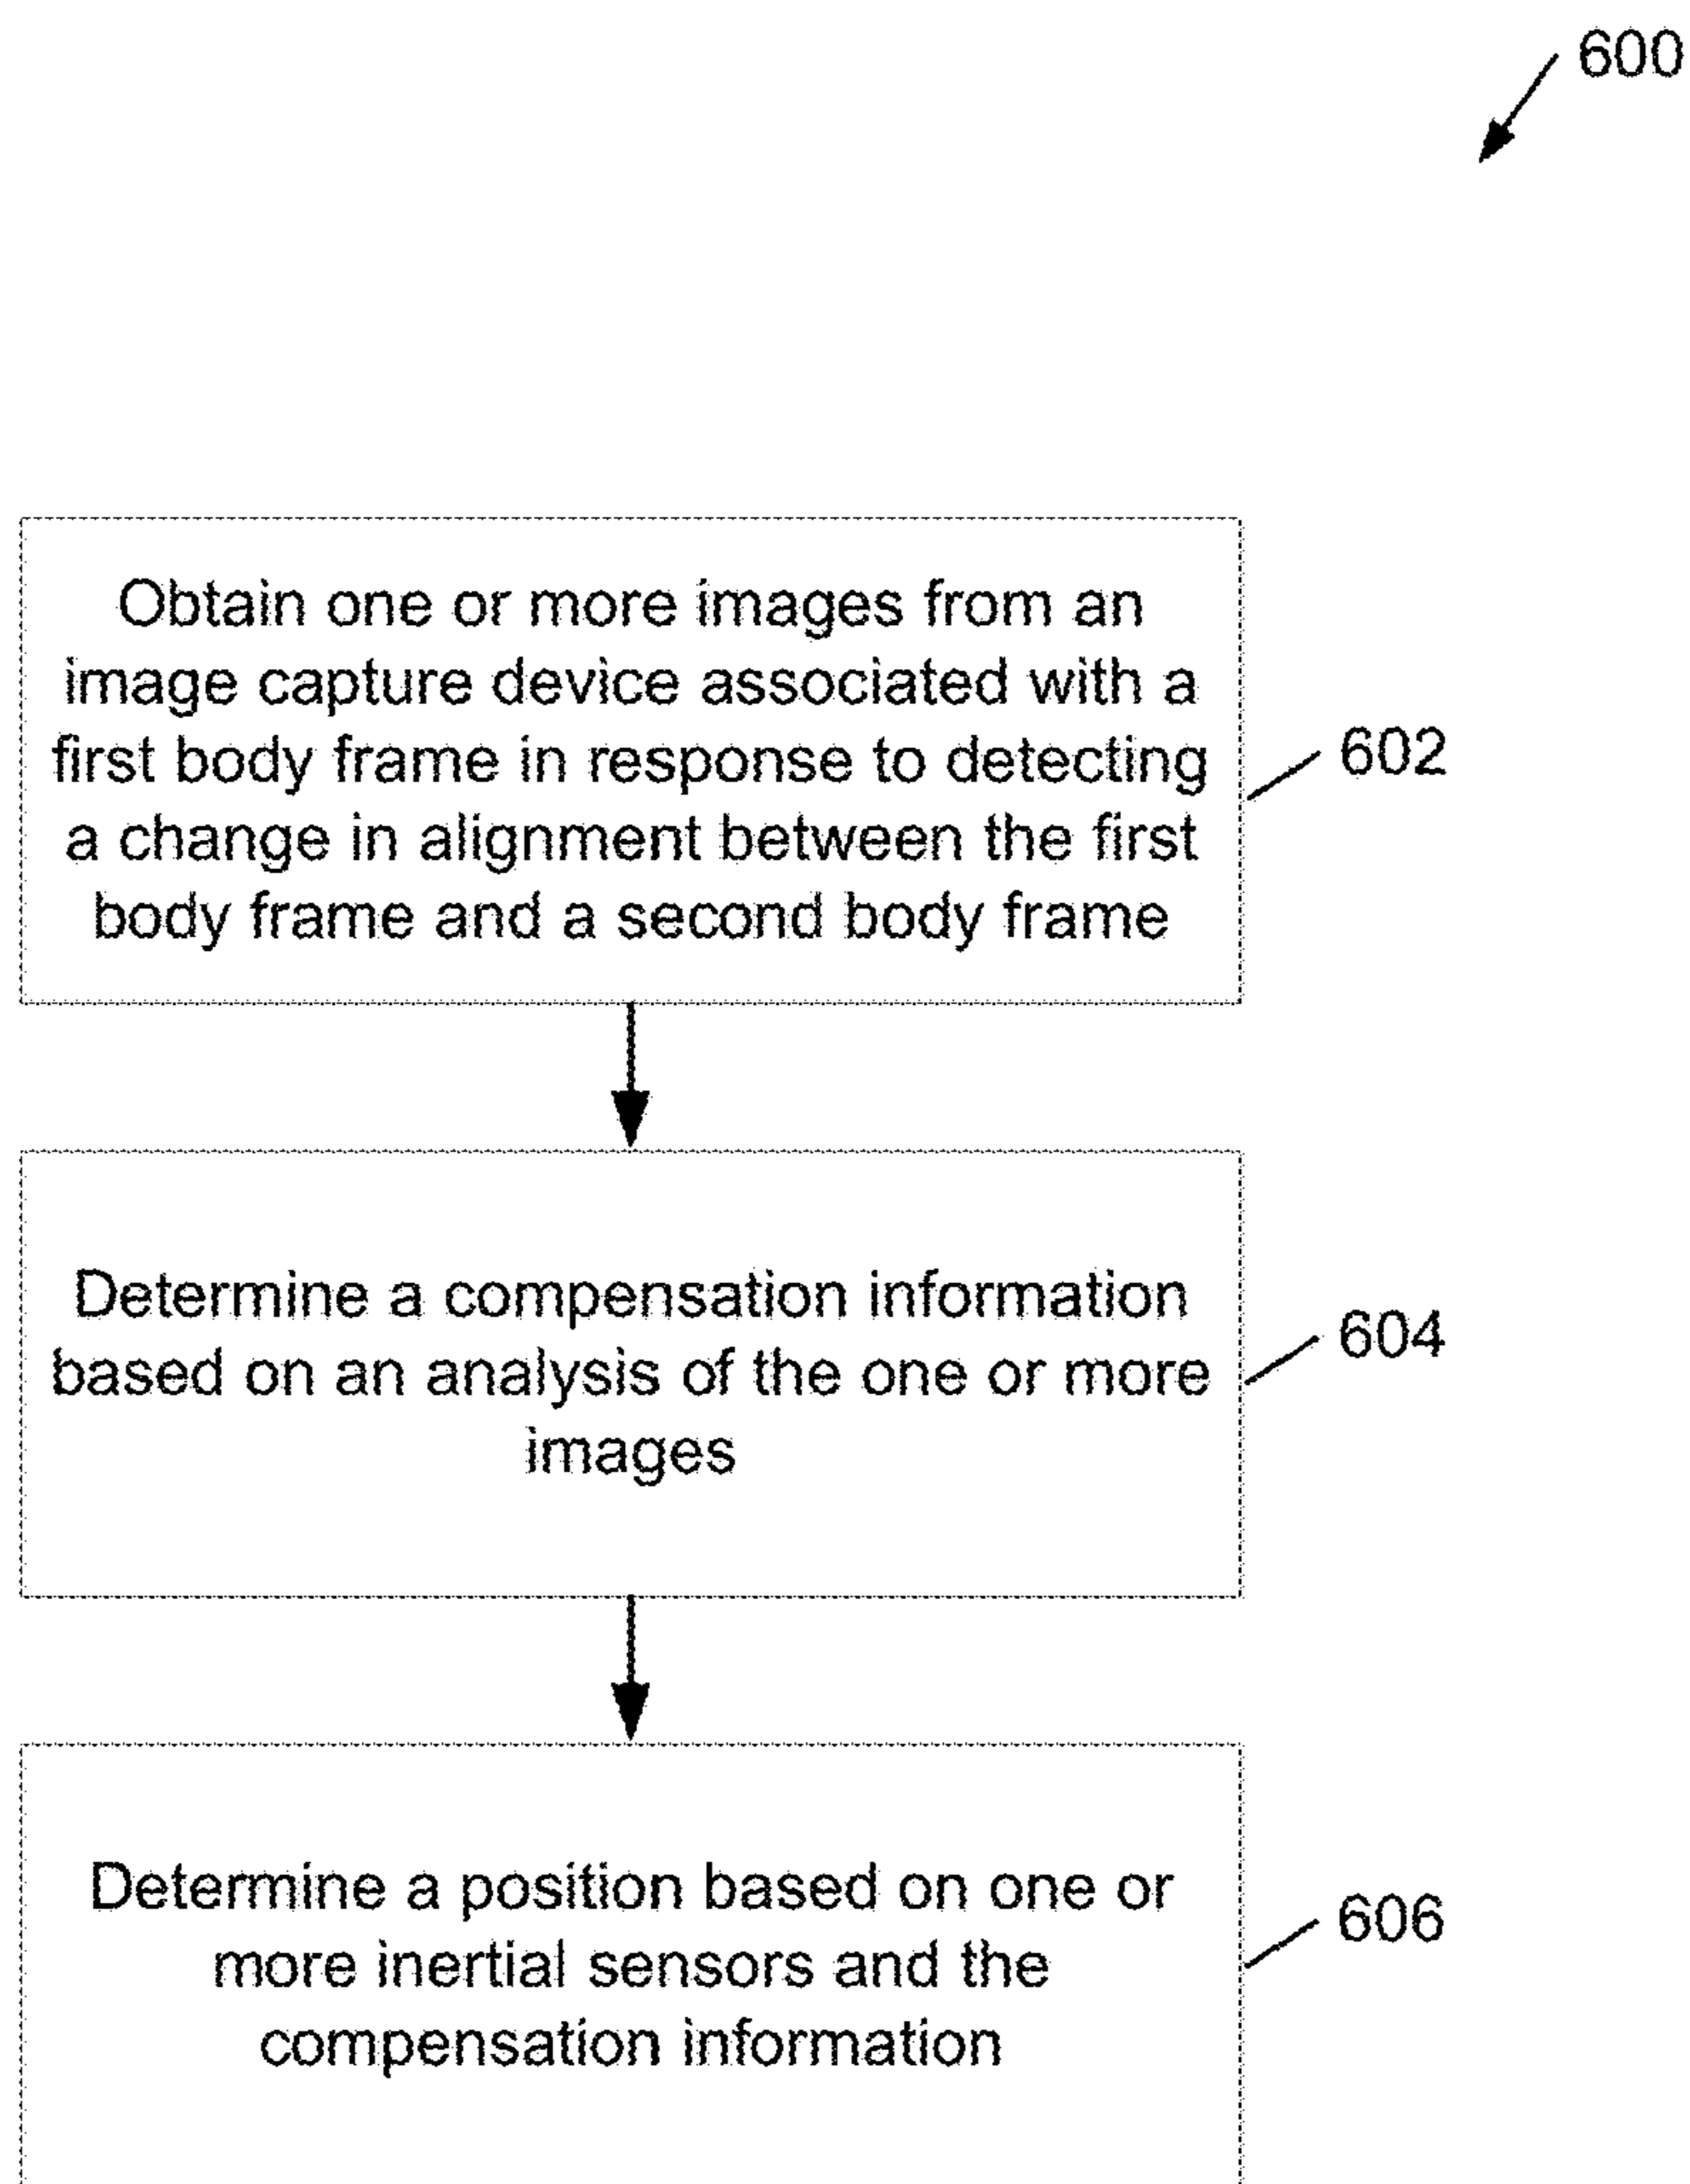 600
Obtain one or more images from an
image capture device associated with a
first body frame in response to detecting
a change in alignment between the first
body frame and a second body frame
602
Determine a compensation information
based on an analysis of the one or more
images
604
Determine a position based on one or
more inertial sensors and the
compensation information
606